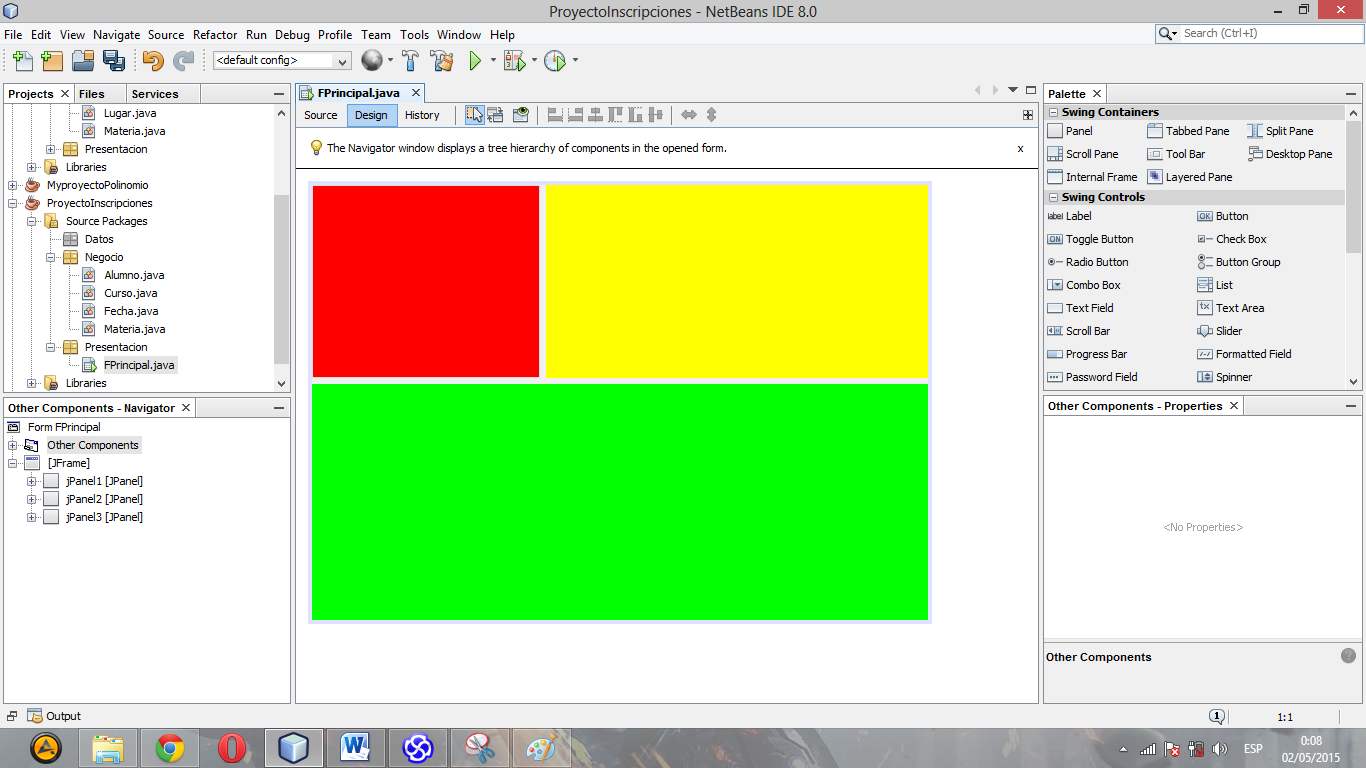 ProyectoInscripciones - NetBeans IDE 8.0
File Edit View Navigate Source Refactor Run Debug Profile Team Tools Window Help
Search (Ctrl+I)
<default config>
Projects Files Services
Lugar.java
Materia.java
Presentacion
Libraries
MyproyectoPolinomio
ProyectoInscripciones
Source Packages
Datos
Negocio
Alumno.java
Curso.java
Fecha.java
Materia.java
Presentacion
FPrincipal.java
Libraries
Other Components - Navigator
Form FPrincipal
Other Components
[JFrame]
jPanel1 [JPanel]
jPanel2 [JPanel]
jPanel3 [JPanel]
FPrincipal.java
Source Design History
The Navigator window displays a tree hierarchy of components in the opened form. x
Palette
Swing Containers
Panel Tabbed Pane Split Pane
Scroll Pane Tool Bar Desktop Pane
Internal Frame Layered Pane
Swing Controls
label Label OK Button
ON Toggle Button Check Box
Radio Button Button Group
Combo Box List
Text Field Text Area
Scroll Bar Slider
Progress Bar Formatted Field
Password Field Spinner
Other Components - Properties
<No Properties>
Other Components
Output
1 1:1
ESP
0:08
02/05/2015